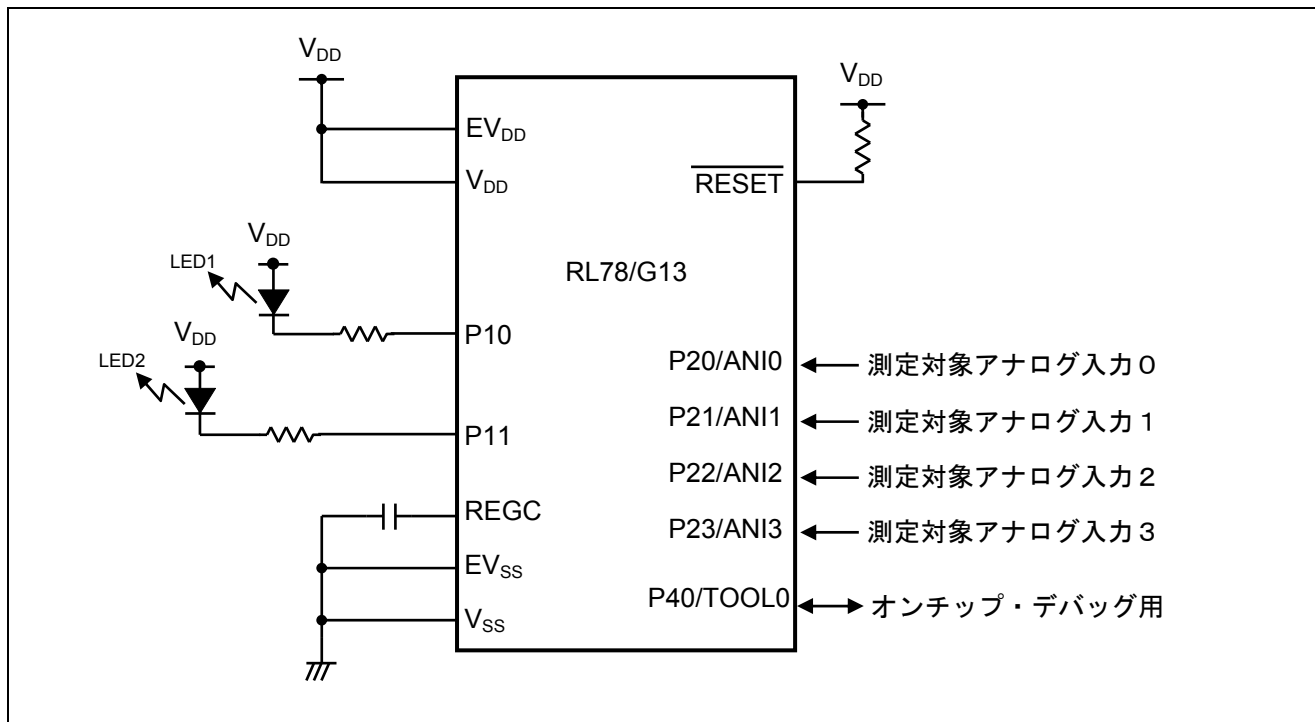 VDD
EVDD
VDD
VDD
RESET
VDD
LED1
RL78/G13
P10
VDD
LED2
P11
P20/ANI0
測定対象アナログ入力0
P21/ANI1
測定対象アナログ入力1
P22/ANI2
測定対象アナログ入力2
REGC
P23/ANI3
測定対象アナログ入力3
EVSS
P40/TOOL0
オンチップ・デバッグ用
VSS